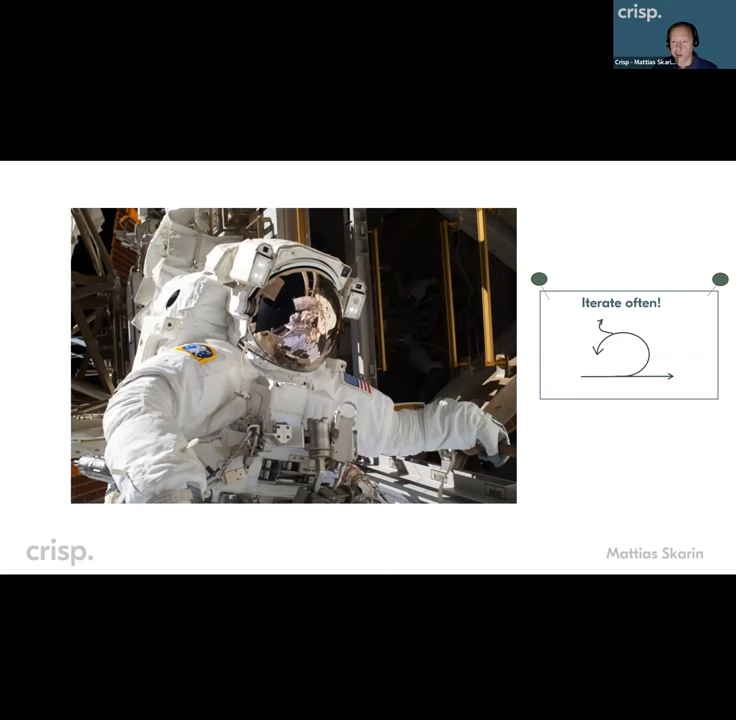 crisp.
Crisp - Mattias Skari...
Iterate often!
crisp.
Mattias Skarin